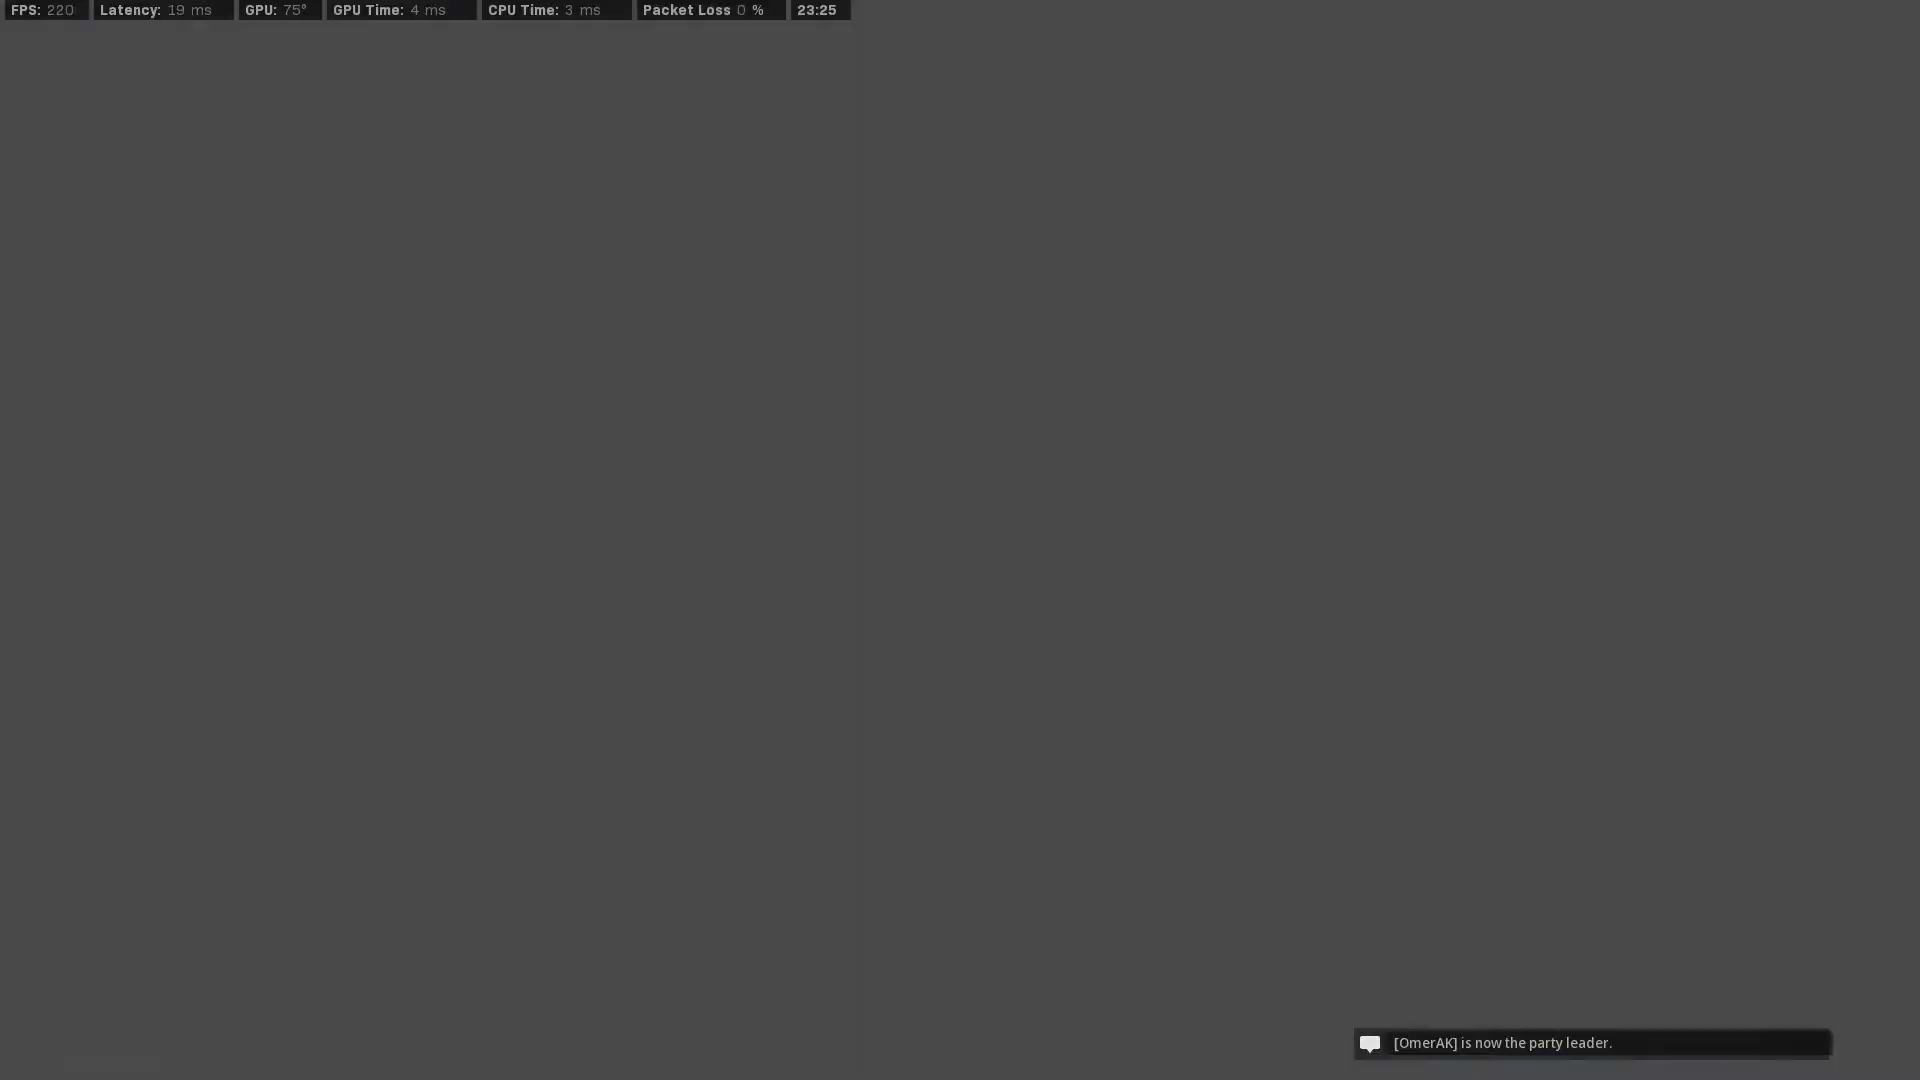 FPS: 220 Latency: 19 ms GPU: 75° GPU Time: 4 ms CPU Time: 3 ms Packet Loss 0 % 23:25
[OmerAK] is now the party leader.